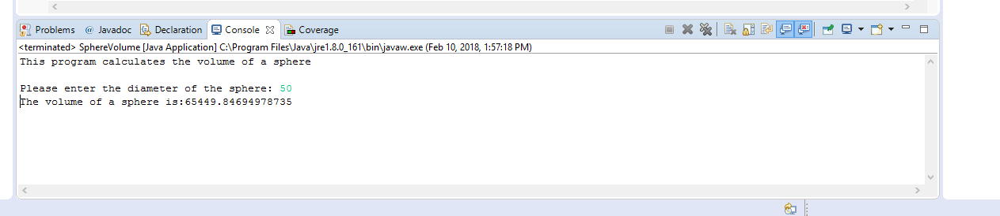 Problems @ Javadoc Declaration Console Coverage
<terminated> SphereVolume [Java Application] C:\Program Files\Java\jre1.8.0_161\bin\javaw.exe (Feb 10, 2018, 1:57:18 PM)
This program calculates the volume of a sphere
Please enter the diameter of the sphere: 50
The volume of a sphere is:65449.84694978735